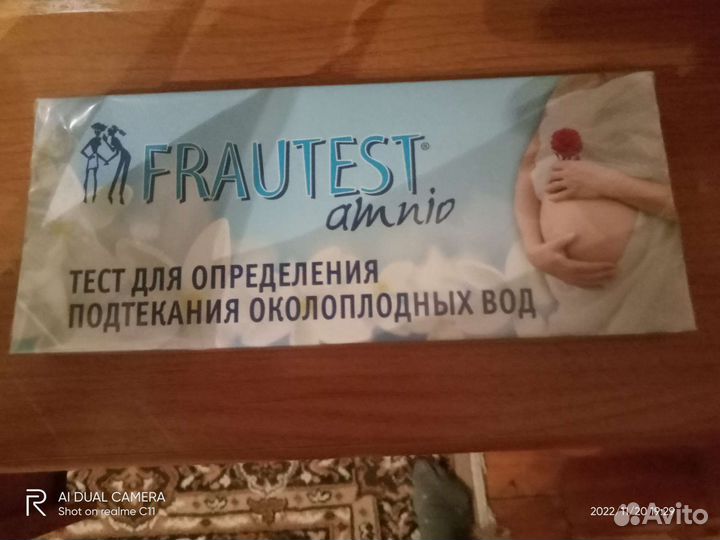 FRAUTEST®
amnio
ТЕСТ ДЛЯ ОПРЕДЕЛЕНИЯ
ПОДТЕКАНИЯ ОКОЛОПЛОДНЫХ ВОД
R
AI DUAL CAMERA
Shot on realme C11
2022/11/20 19:29
Avito